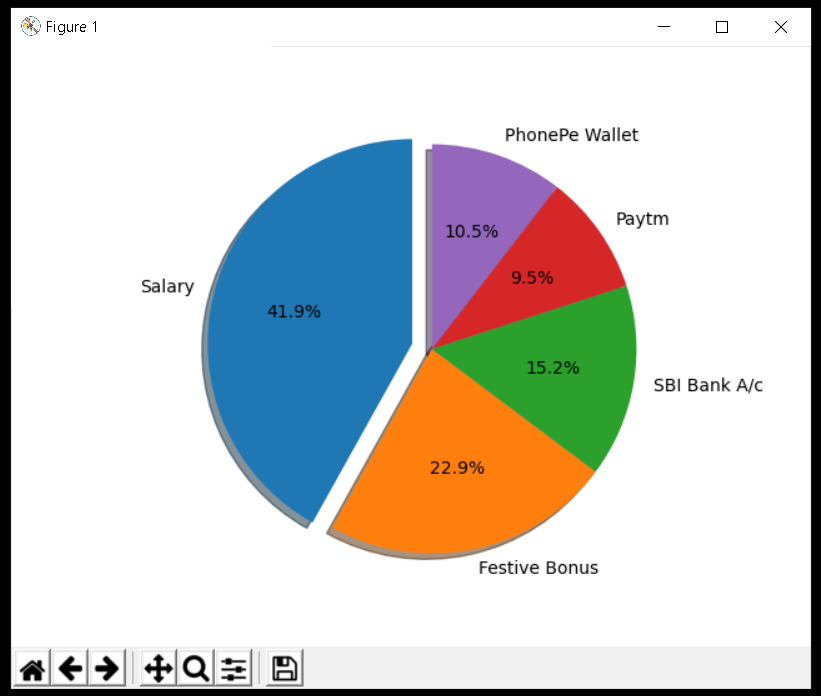 Figure 1
PhonePe Wallet
10.5%
Paytm
9.5%
Salary
41.9%
15.2%
SBI Bank A/c
22.9%
Festive Bonus